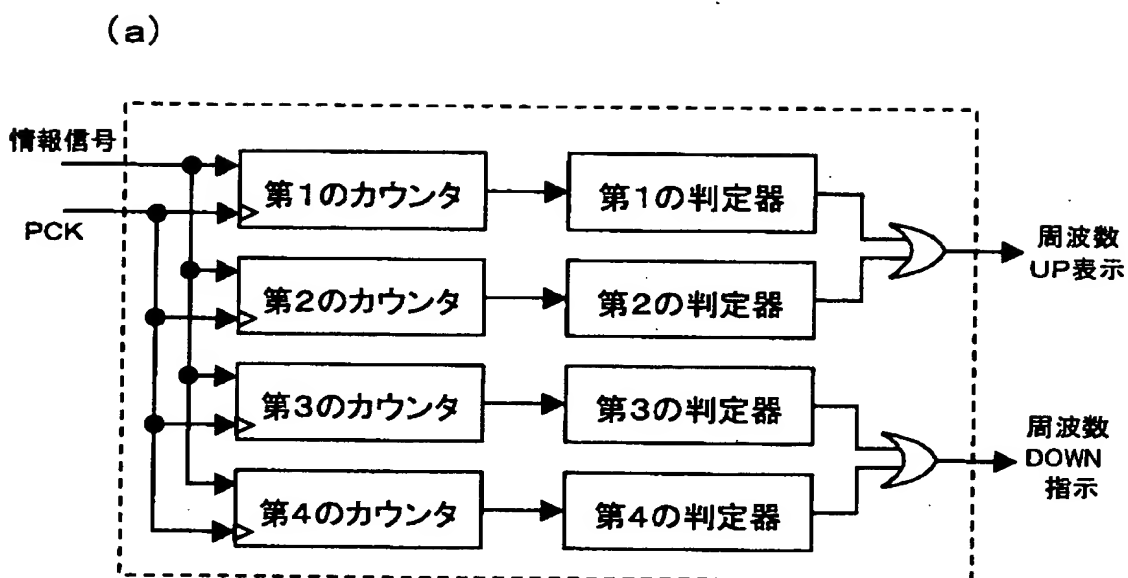 (a)
情報信号
PCK
第1のカウンタ
第1の判定器
周波数
UP表示
第2のカウンタ
第2の判定器
第3のカウンタ
第3の判定器
周波数
DOWN
指示
第4のカウンタ
第4の判定器